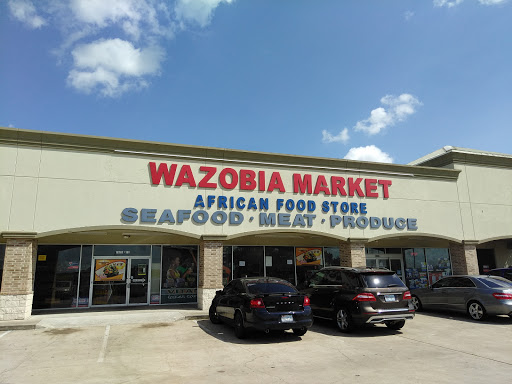 WAZOBIA MARKET
AFRICAN FOOD STORE
SEAFOOD · MEAT · PRODUCE